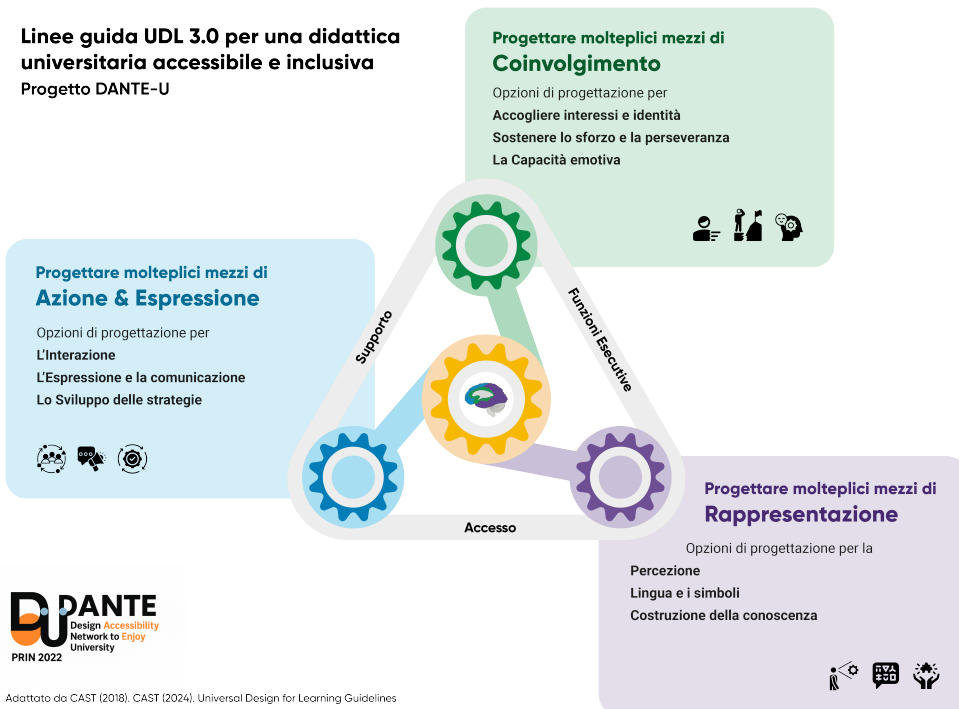 Linee guida UDL 3.0 per una didattica
universitaria accessibile e inclusiva
Progetto DANTE-U
Progettare molteplici mezzi di
Coinvolgimento
Opzioni di progettazione per
Accogliere interessi e identità
Sostenere lo sforzo e la perseveranza
La Capacità emotiva
Progettare molteplici mezzi di
Azione & Espressione
Opzioni di progettazione per
L'Interazione
L'Espressione e la comunicazione
Lo Sviluppo delle strategie
Supporto
Funzioni Esecutive
Accesso
Progettare molteplici mezzi di
Rappresentazione
Opzioni di progettazione per la
Percezione
Lingua e i simboli
Costruzione della conoscenza
DU DANTE
Design Accessibility
Network to Enjoy
University
PRIN 2022
Adattato da CAST (2018). CAST (2024). Universal Design for Learning Guidelines